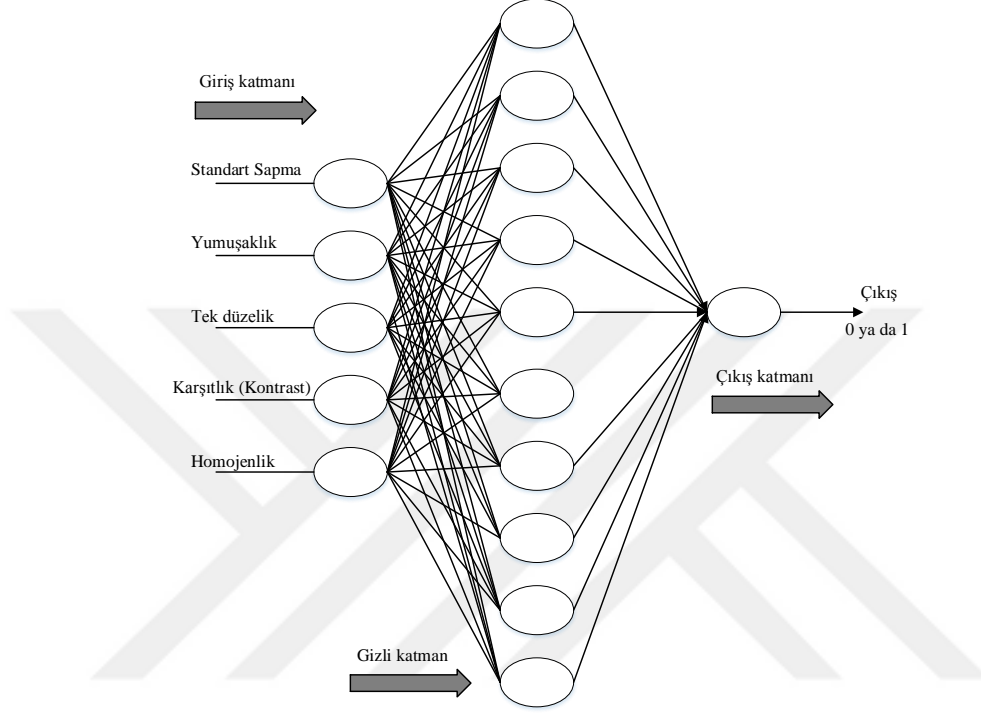 Giriş katmanı
Standart Sapma
Yumuşaklık
Tek düzelik
Karşıtlık (Kontrast)
Homojenlik
Gizli katman
Çıkış
0 ya da 1
Çıkış katmanı